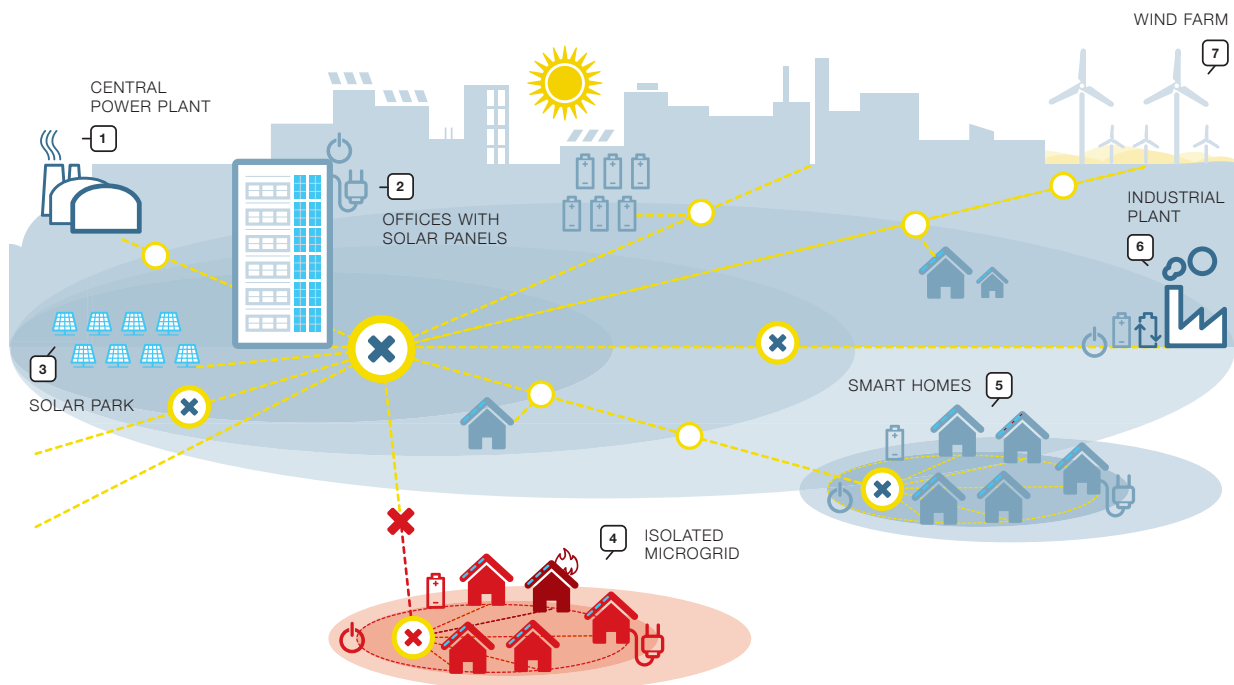 WIND FARM
7
CENTRAL
POWER PLANT
1
2
OFFICES WITH
SOLAR PANELS
INDUSTRIAL
PLANT
6
3
SOLAR PARK
SMART HOMES
5
4
ISOLATED
MICROGRID